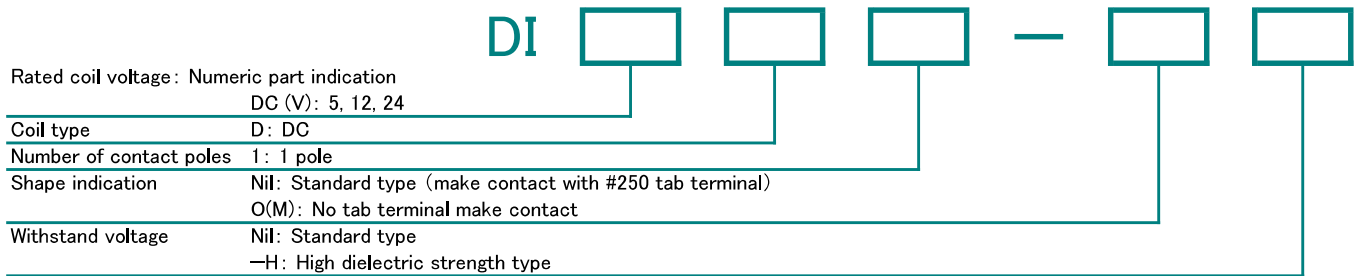 DI —
Rated coil voltage: Numeric part indication
DC (V): 5, 12, 24
Coil type D: DC
Number of contact poles 1: 1 pole
Shape indication Nil: Standard type (make contact with #250 tab terminal)
O(M): No tab terminal make contact
Withstand voltage Nil: Standard type
—H: High dielectric strength type